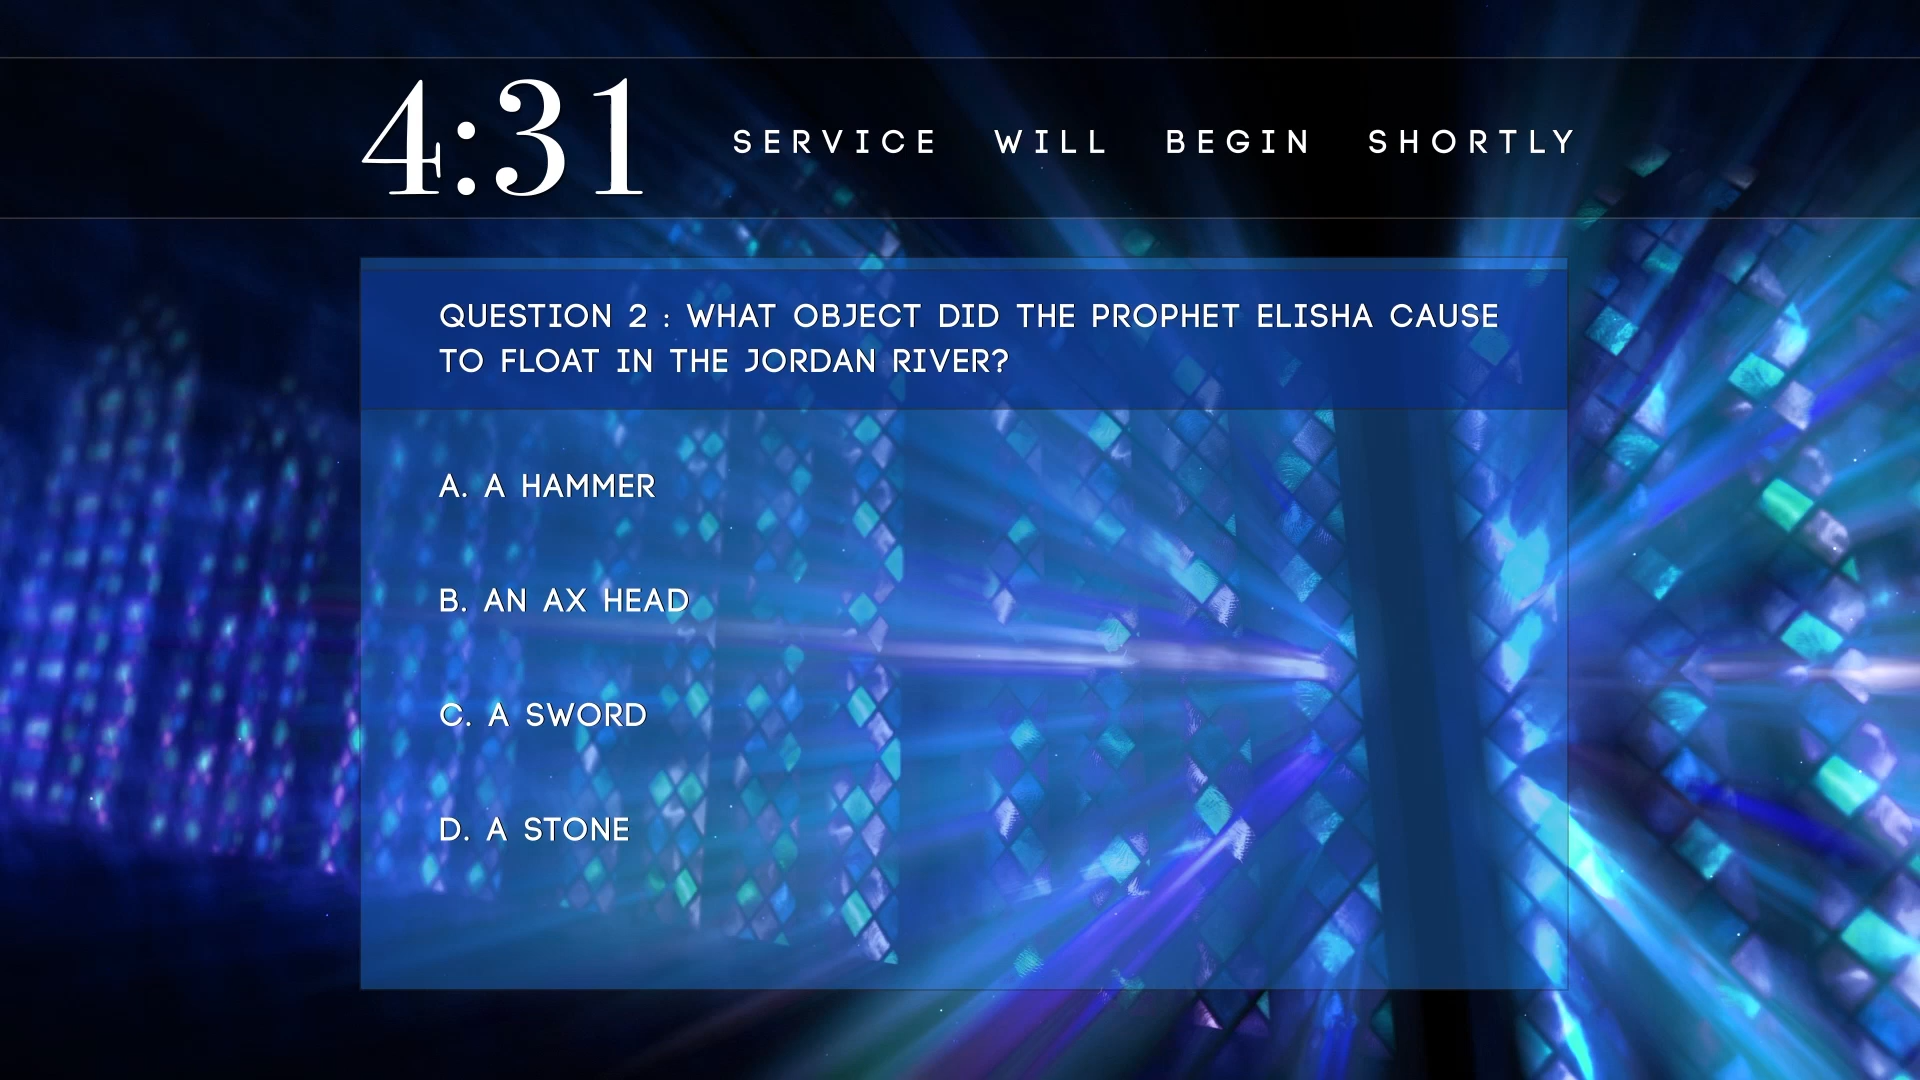 4:31
SERVICE WILL BEGIN SHORTLY
QUESTION 2 : WHAT OBJECT DID THE PROPHET ELISHA CAUSE
TO FLOAT IN THE JORDAN RIVER?
A. A HAMMER
B. AN AX HEAD
C. A SWORD
D. A STONE